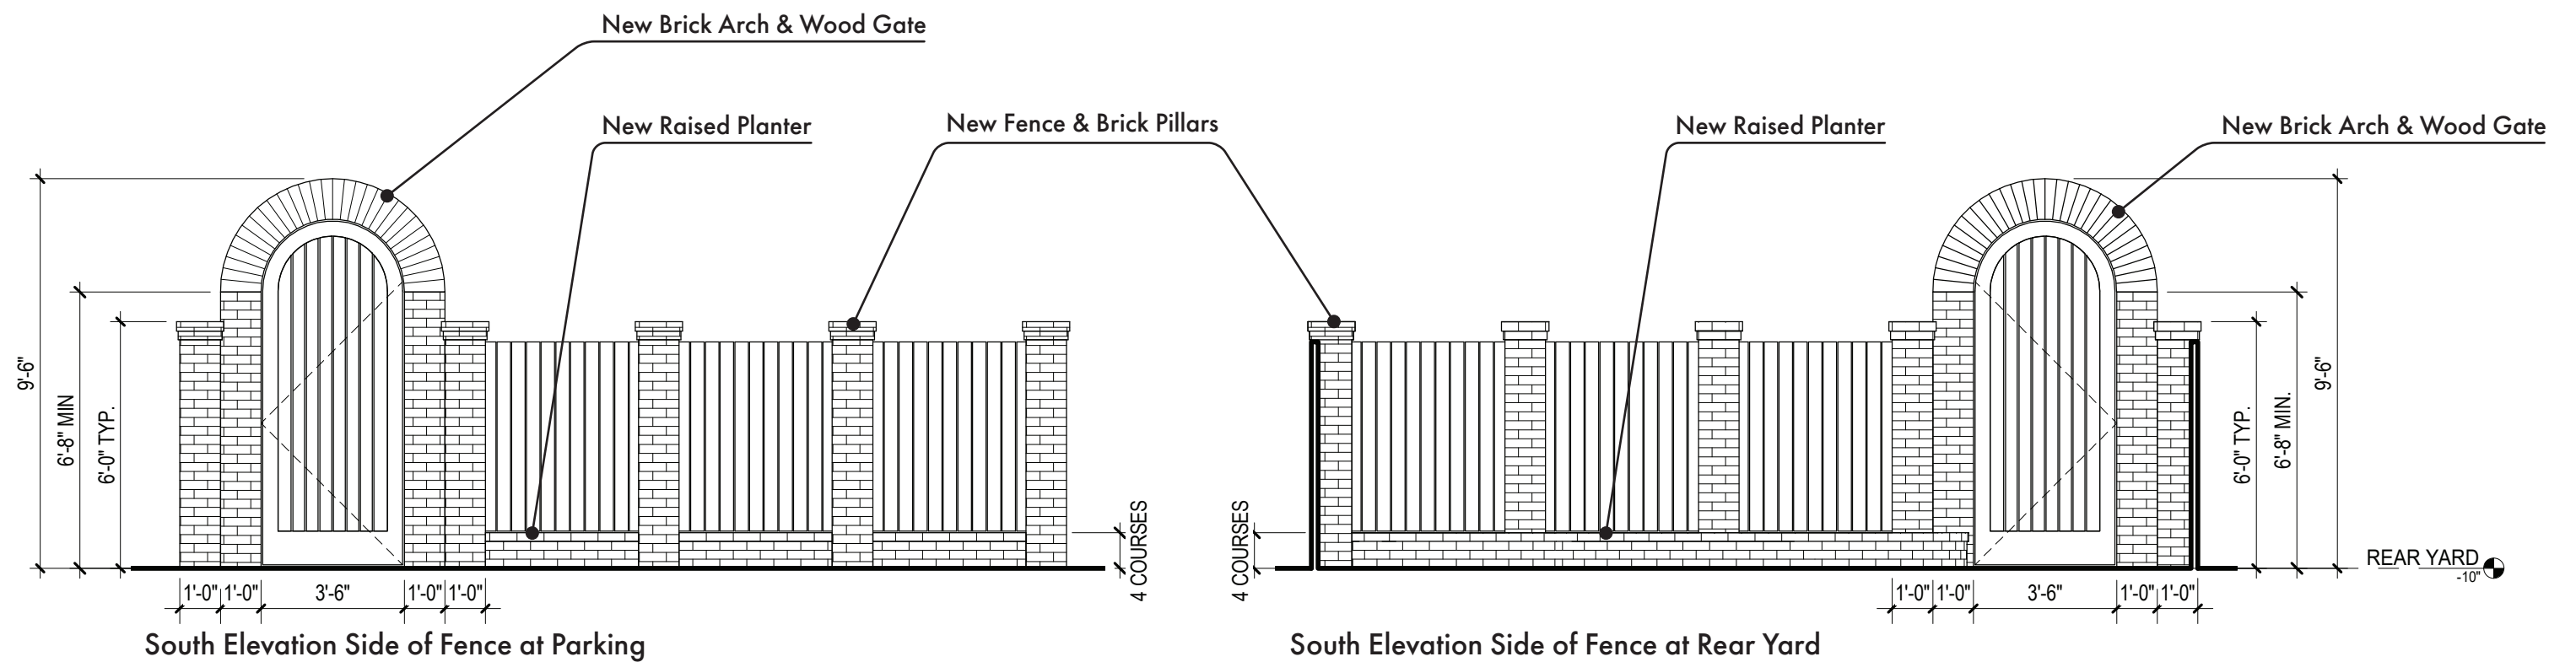 New Brick Arch & Wood Gate
New Raised Planter
New Fence & Brick Pillars
New Raised Planter
New Brick Arch & Wood Gate
9'-6"
6'-8" MIN
6'-0" TYP.
4 COURSES
4 COURSES
6'-0" TYP.
6'-8" MIN.
9'-6"
REAR YARD
-10"
1'-0" 1'-0" 3'-6" 1'-0" 1'-0"
1'-0" 1'-0" 3'-6" 1'-0" 1'-0"
South Elevation Side of Fence at Parking
South Elevation Side of Fence at Rear Yard